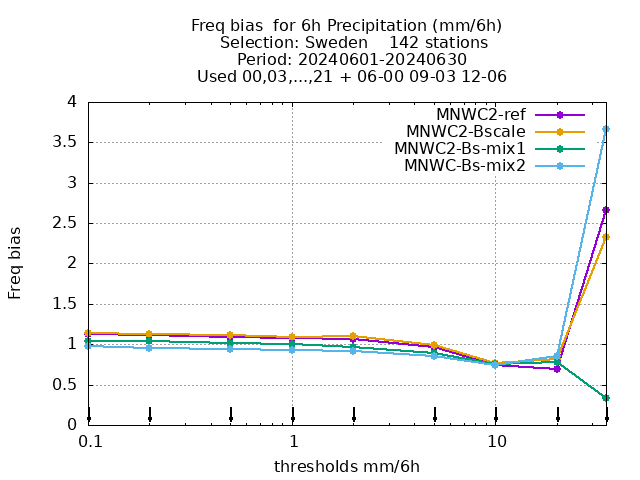 Freq bias  for 6h Precipitation (mm/6h)
Selection: Sweden    142 stations
Period: 20240601-20240630
Used 00,03,...,21 + 06-00 09-03 12-06
MNWC2-ref
MNWC2-Bscale
MNWC2-Bs-mix1
MNWC-Bs-mix2
4
3.5
3
2.5
2
1.5
1
0.5
0
Freq bias
0.1 1 10
thresholds mm/6h